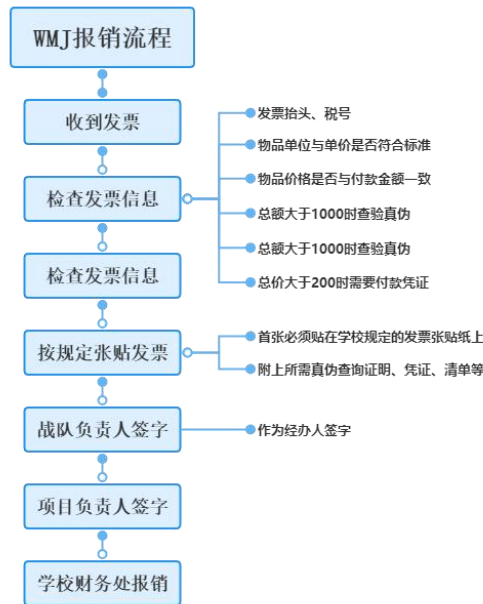 WMJ报销流程
收到发票
发票抬头、税号
物品单位与单价是否符合标准
检查发票信息
物品价格是否与付款金额一致
总额大于1000时查验真伪
总额大于1000时查验真伪
检查发票信息
总价大于200时需要付款凭证
按规定张贴发票
首张必须贴在学校规定的发票张贴纸上
附上所需真伪查询证明、凭证、清单等
战队负责人签字
作为经办人签字
项目负责人签字
学校财务处报销